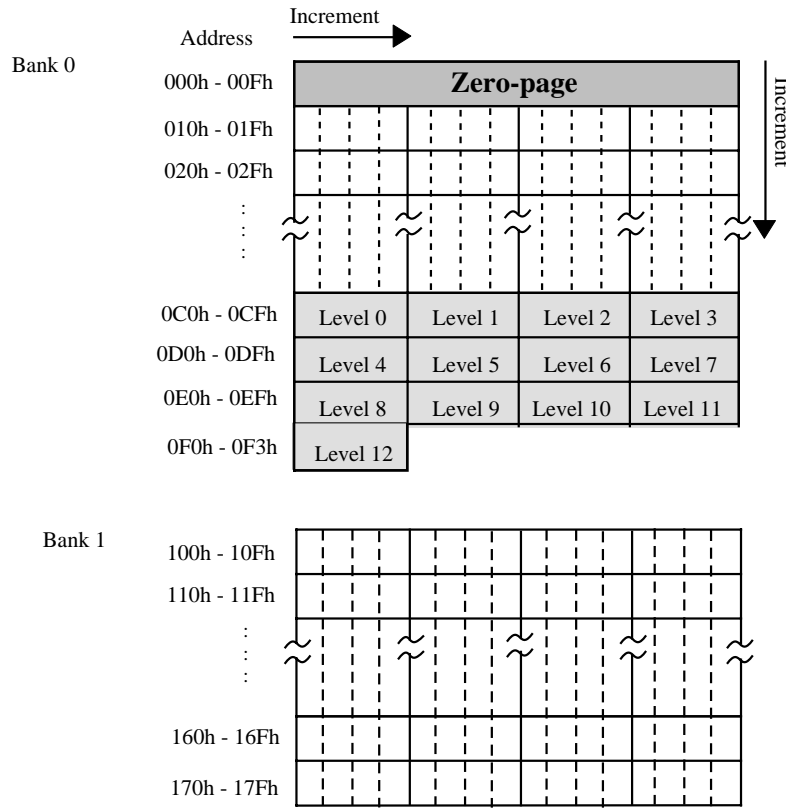 Increment
Address
Bank 0
000h - 00Fh Zero-page
Increment
010h - 01Fh
020h - 02Fh
:
:
:
0C0h - 0CFh Level 0 Level 1 Level 2 Level 3
0D0h - 0DFh Level 4 Level 5 Level 6 Level 7
0E0h - 0EFh Level 8 Level 9 Level 10 Level 11
0F0h - 0F3h Level 12
Bank 1
100h - 10Fh
110h - 11Fh
:
:
:
160h - 16Fh
170h - 17Fh